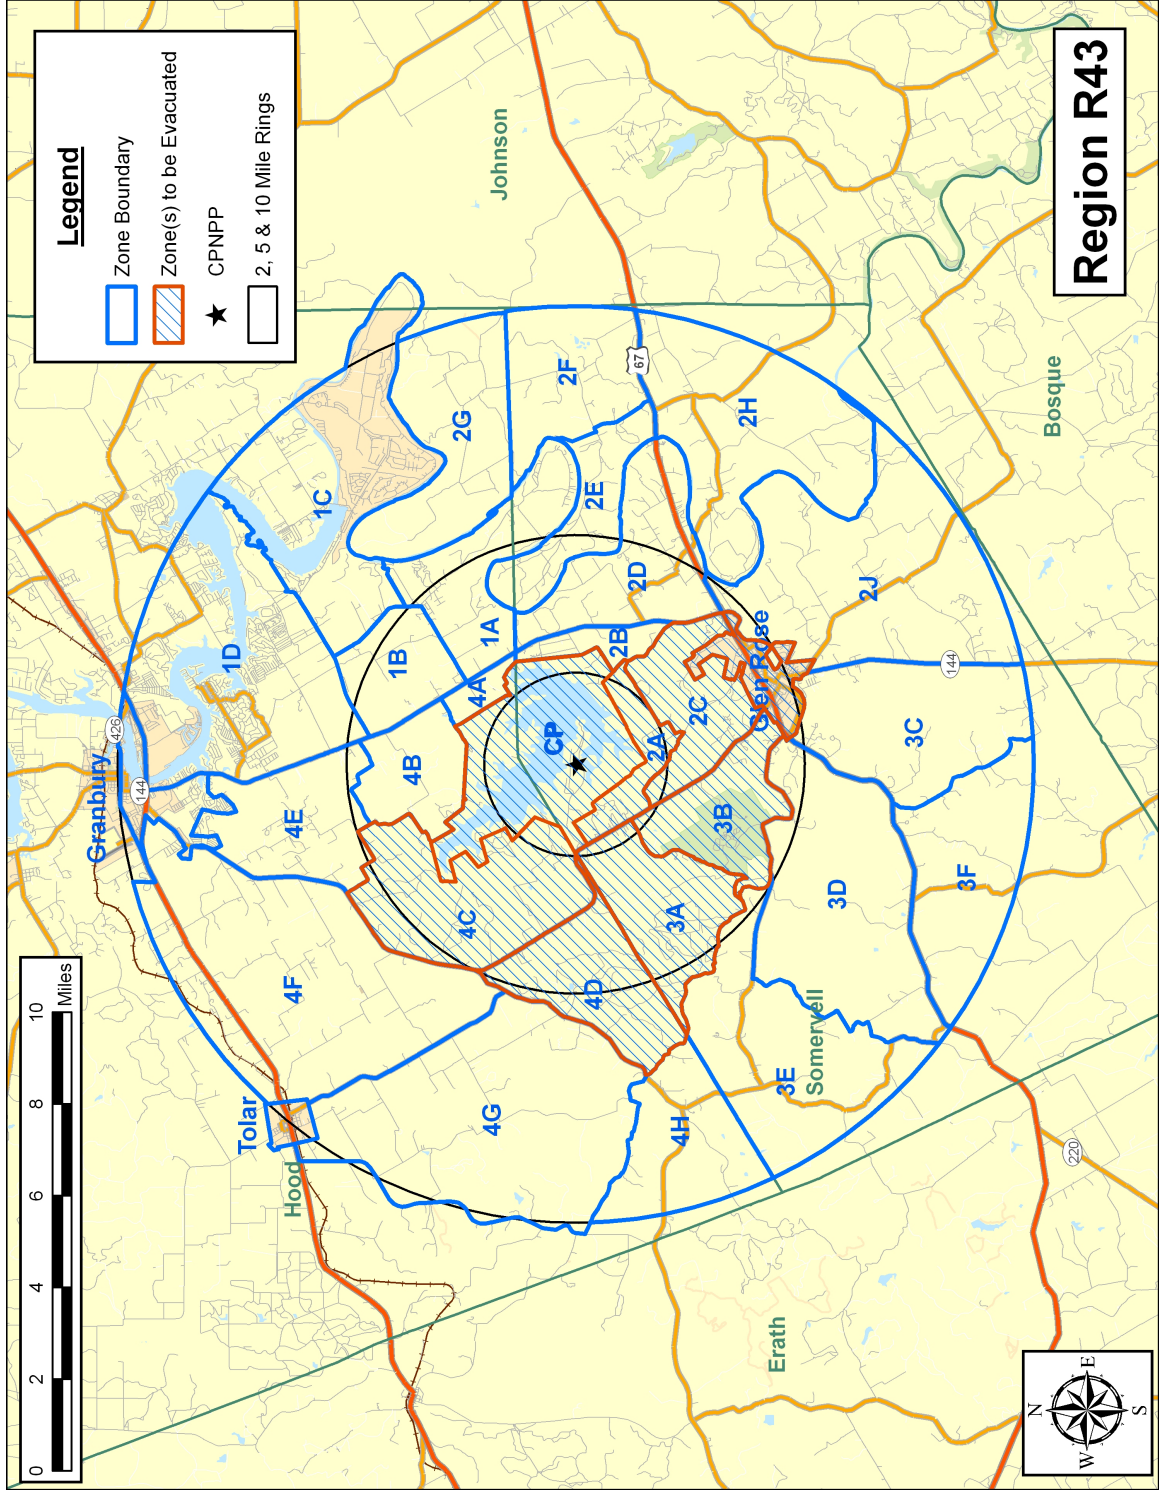 Legend
Zone Boundary
Zone(s) to be Evacuated
CPNPP
2, 5 & 10 Mile Rings
Region R43
0 2 4 6 8 10
Miles
Johnson
Bosque
Somervell
Erath
Hood
Granbury
Tolar
Glen Rose
CP
1A
1B
1C
1D
2A
2B
2C
2D
2E
2F
2G
2H
2J
3A
3B
3C
3D
3E
3F
4A
4B
4C
4D
4E
4F
4G
4H
426
144
67
144
220
N
E
S
W